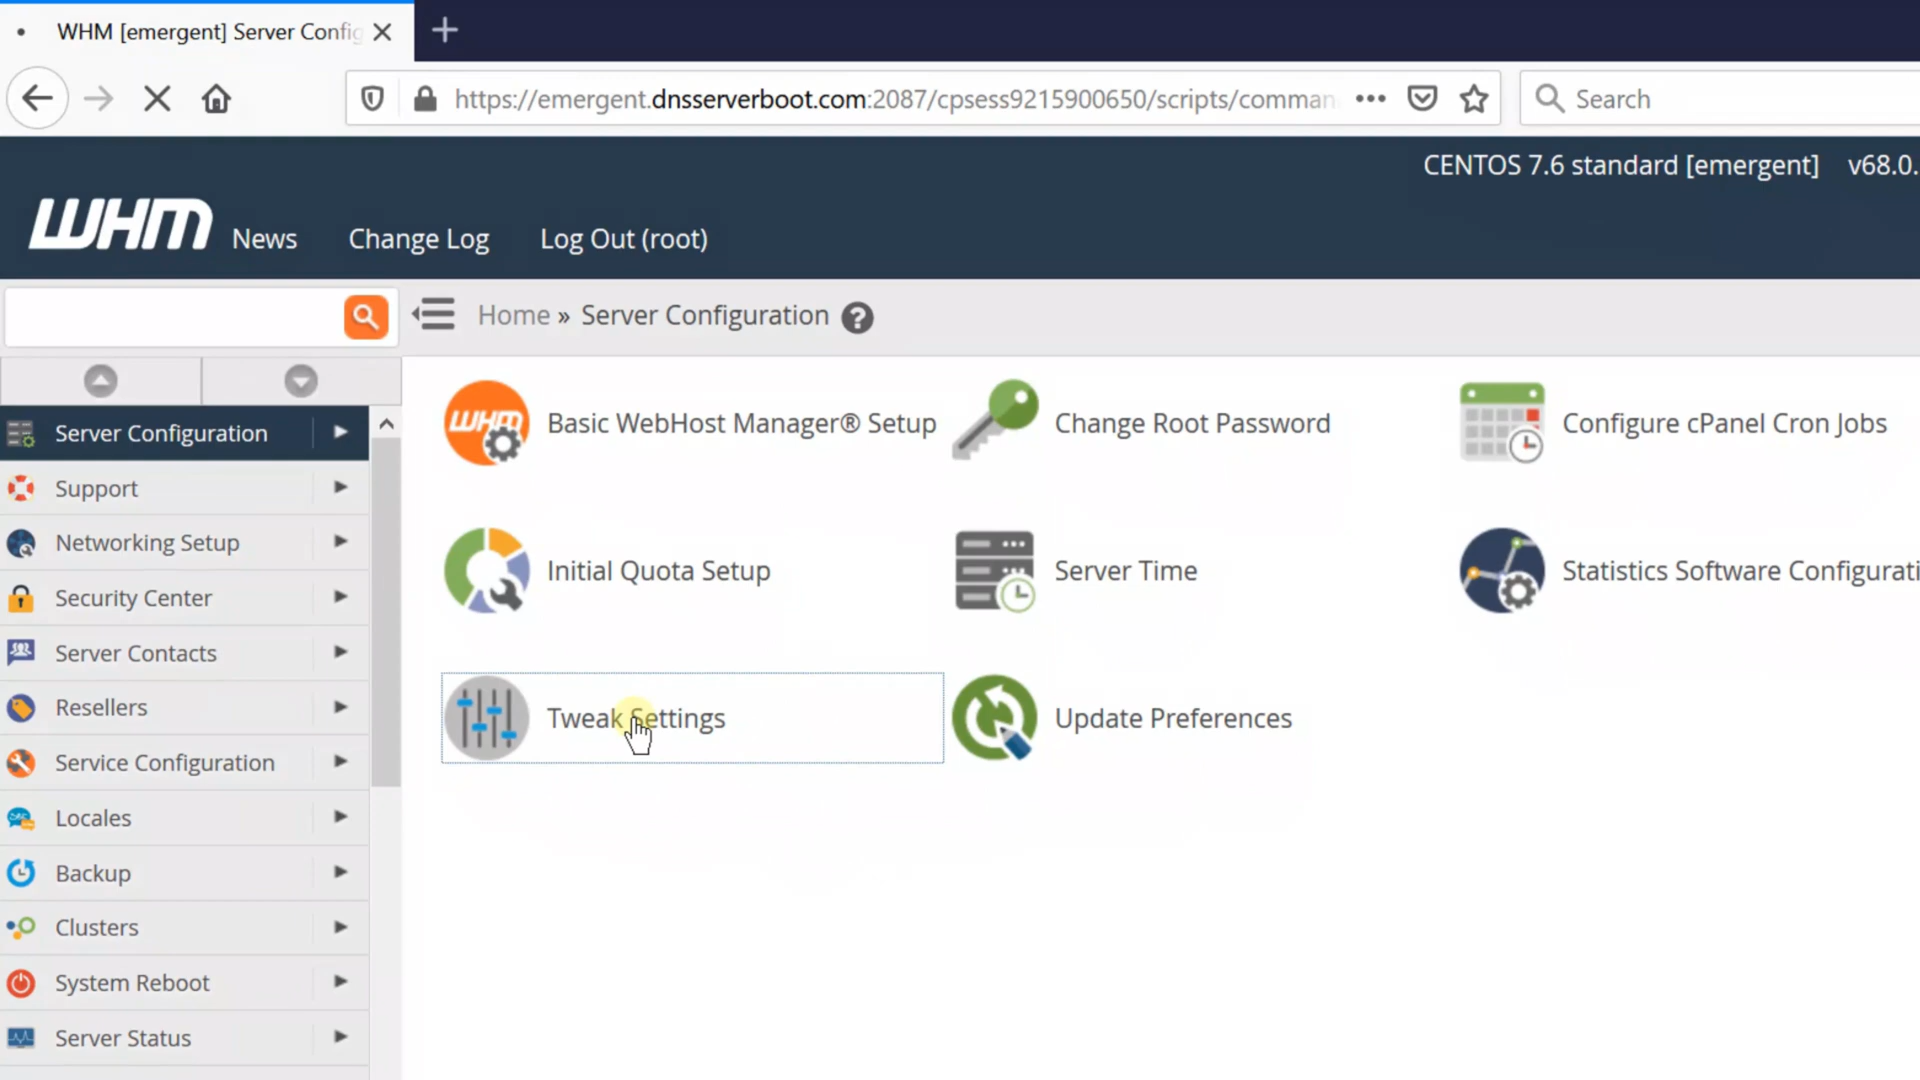 WHM [emergent] Server Config
https://emergent.dnsserverboot.com:2087/cpsess9215900650/scripts/comman
Search
CENTOS 7.6 standard [emergent] v68.0.
WHM News Change Log Log Out (root)
Home » Server Configuration
Server Configuration
Support
Networking Setup
Security Center
Server Contacts
Resellers
Service Configuration
Locales
Backup
Clusters
System Reboot
Server Status
WHM Basic WebHost Manager® Setup
Change Root Password
Configure cPanel Cron Jobs
Initial Quota Setup
Server Time
Statistics Software Configurati
Tweak Settings
Update Preferences